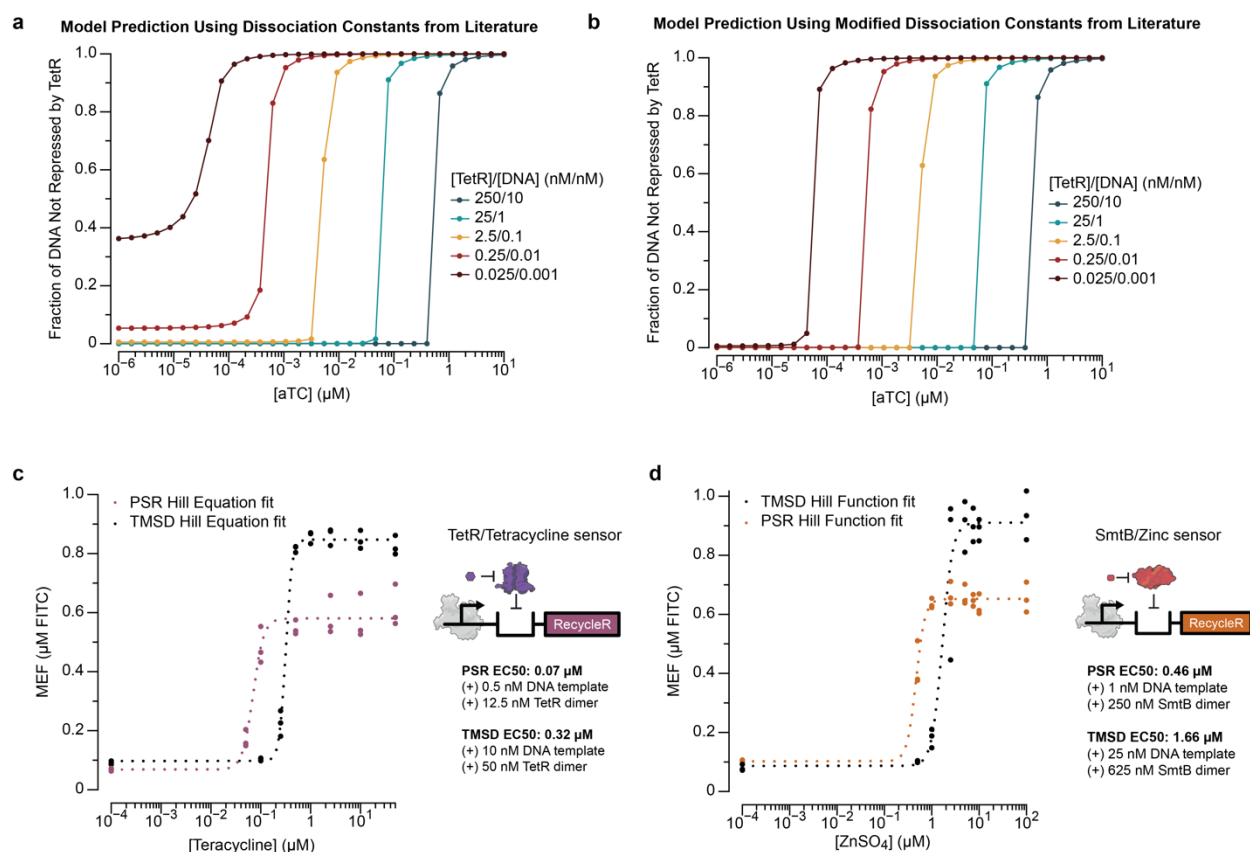 a
Model Prediction Using Dissociation Constants from Literature
Fraction of DNA Not Repressed by TetR
1.0
0.8
0.6
0.4
0.2
0
10⁻⁶ 10⁻⁵ 10⁻⁴ 10⁻³ 10⁻² 10⁻¹ 1 10¹
[aTC] (µM)
[TetR]/[DNA] (nM/nM)
250/10
25/1
2.5/0.1
0.25/0.01
0.025/0.001
b
Model Prediction Using Modified Dissociation Constants from Literature
Fraction of DNA Not Repressed by TetR
1.0
0.8
0.6
0.4
0.2
0
10⁻⁶ 10⁻⁵ 10⁻⁴ 10⁻³ 10⁻² 10⁻¹ 1 10¹
[aTC] (µM)
[TetR]/[DNA] (nM/nM)
250/10
25/1
2.5/0.1
0.25/0.01
0.025/0.001
c
MEF (µM FITC)
1.0
0.8
0.6
0.4
0.2
0
PSR Hill Equation fit
TMSD Hill Equation fit
10⁻⁴ 10⁻³ 10⁻² 10⁻¹ 1 10¹
[Teracycline] (µM)
TetR/Tetracycline sensor
RecycleR
PSR EC50: 0.07 µM
(+) 0.5 nM DNA template
(+) 12.5 nM TetR dimer
TMSD EC50: 0.32 µM
(+) 10 nM DNA template
(+) 50 nM TetR dimer
d
MEF (µM FITC)
1.0
0.8
0.6
0.4
0.2
0
TMSD Hill Function fit
PSR Hill Function fit
10⁻⁴ 10⁻³ 10⁻² 10⁻¹ 1 10¹ 10²
[ZnSO₄] (µM)
SmtB/Zinc sensor
RecycleR
PSR EC50: 0.46 µM
(+) 1 nM DNA template
(+) 250 nM SmtB dimer
TMSD EC50: 1.66 µM
(+) 25 nM DNA template
(+) 625 nM SmtB dimer